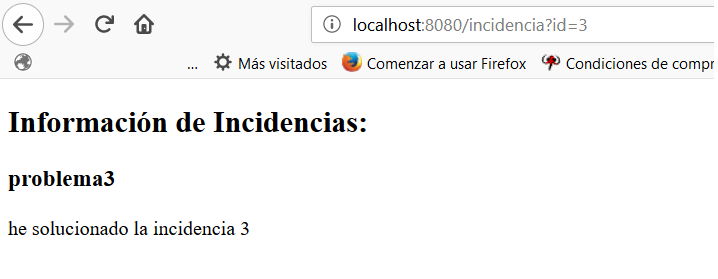 localhost:8080/incidencia?id=3
... Más visitados Comenzar a usar Firefox Condiciones de compr
Información de Incidencias:
problema3
he solucionado la incidencia 3